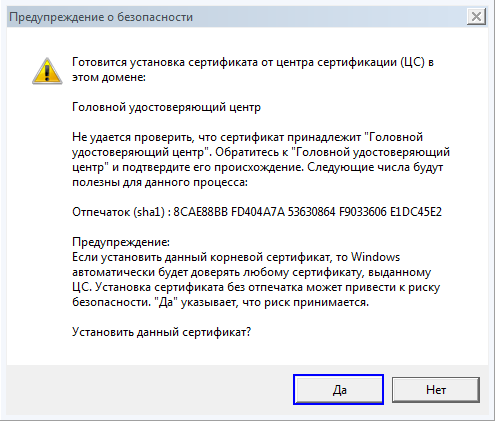 Предупреждение о безопасности
Готовится установка сертификата от центра сертификации (ЦС) в
этом домене:
Головной удостоверяющий центр
Не удается проверить, что сертификат принадлежит "Головной
удостоверяющий центр". Обратитесь к "Головной удостоверяющий
центр" и подтвердите его происхождение. Следующие числа будут
полезны для данного процесса:
Отпечаток (sha1) : 8CAE88BB FD404A7A 53630864 F9033606 E1DC45E2
Предупреждение:
Если установить данный корневой сертификат, то Windows
автоматически будет доверять любому сертификату, выданному
ЦС. Установка сертификата без отпечатка может привести к риску
безопасности. "Да" указывает, что риск принимается.
Установить данный сертификат?
Да
Нет